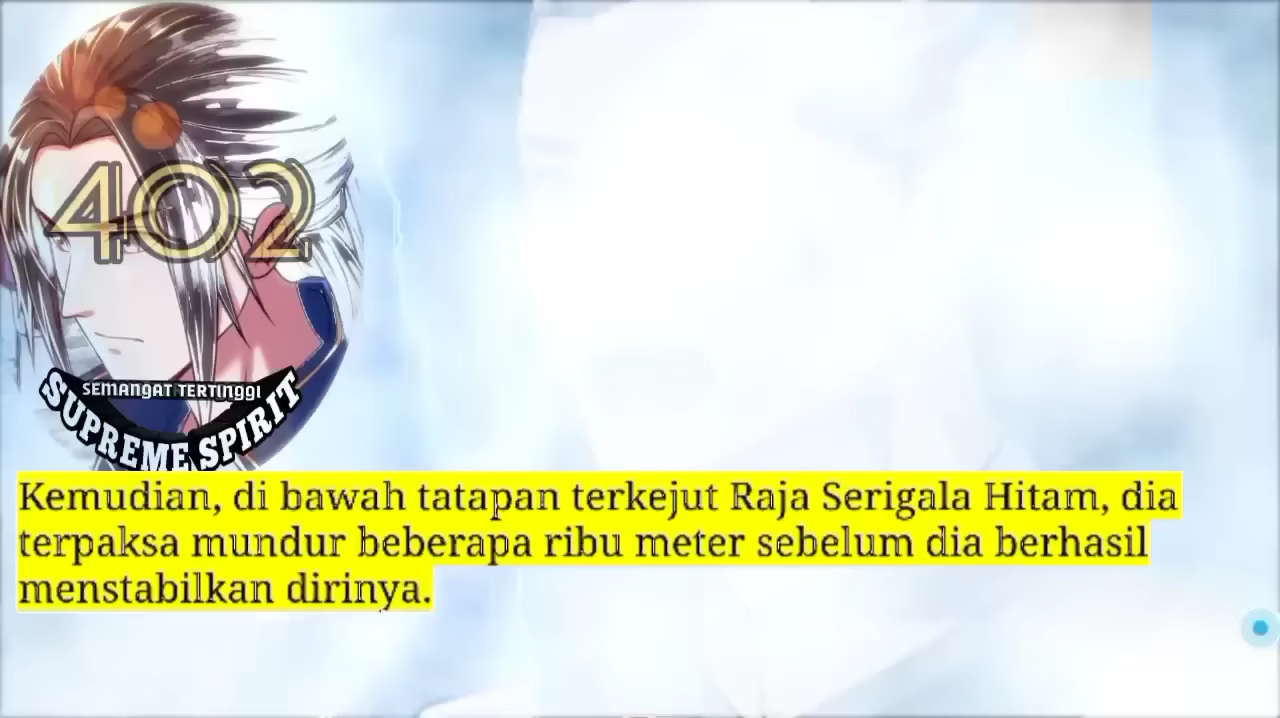 402
SEMANGAT TERTINGGI
SUPREME SPIRIT
Kemudian, di bawah tatapan terkejut Raja Serigala Hitam, dia
terpaksa mundur beberapa ribu meter sebelum dia berhasil
menstabilkan dirinya.